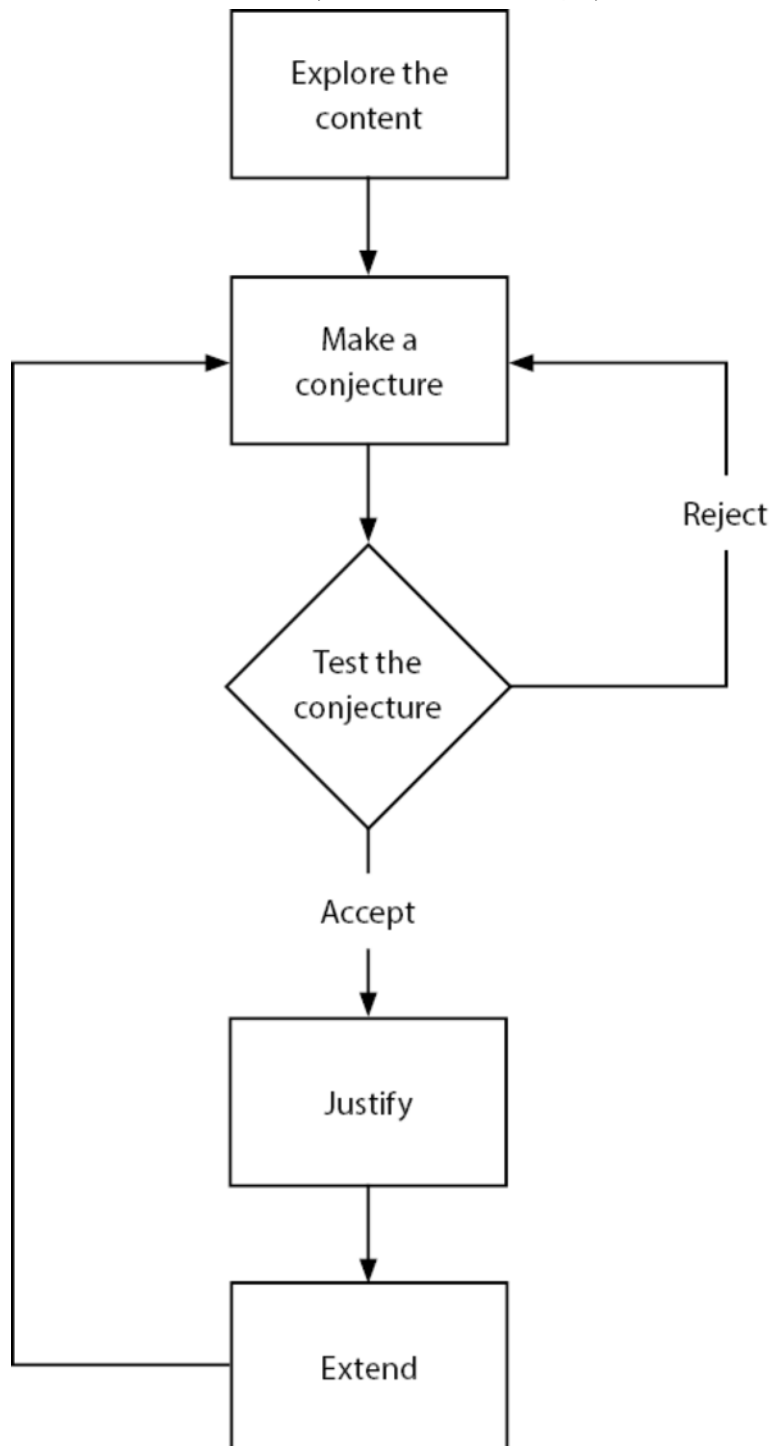 Explore the
content
Make a
conjecture
Reject
Test the
conjecture
Accept
Justify
Extend